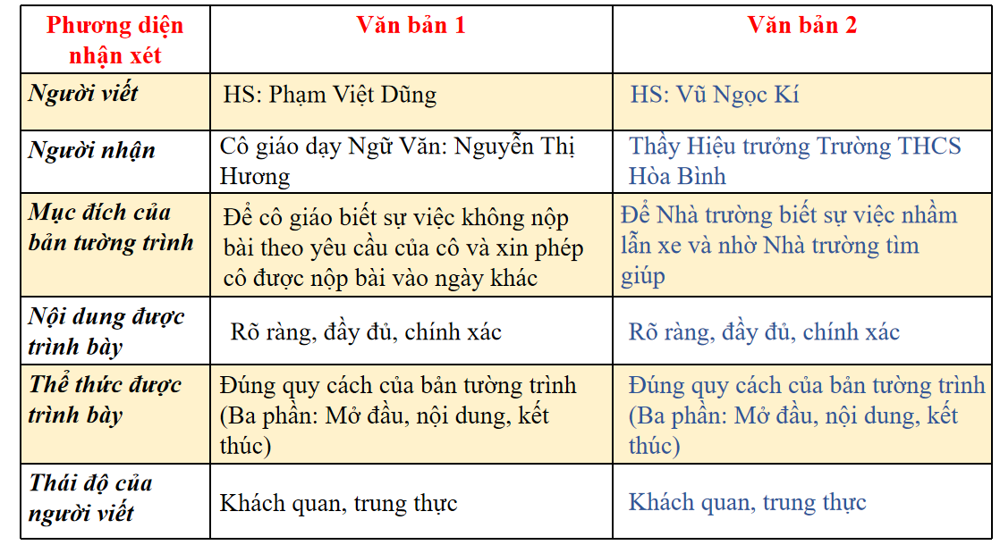 Phương diện
nhận xét
Văn bản 1
Văn bản 2
Người viết
HS: Phạm Việt Dũng
HS: Vũ Ngọc Kí
Người nhận
Cô giáo dạy Ngữ Văn: Nguyễn Thị
Hương
Thầy Hiệu trưởng Trường THCS
Hòa Bình
Mục đích của
bản tường trình
Để cô giáo biết sự việc không nộp
bài theo yêu cầu của cô và xin phép
cô được nộp bài vào ngày khác
Để Nhà trường biết sự việc nhầm
lẫn xe và nhờ Nhà trường tìm
giúp
Nội dung được
trình bày
Rõ ràng, đầy đủ, chính xác
Rõ ràng, đầy đủ, chính xác
Thể thức được
trình bày
Đúng quy cách của bản tường trình
(Ba phần: Mở đầu, nội dung, kết
thúc)
Đúng quy cách của bản tường trình
(Ba phần: Mở đầu, nội dung, kết
thúc)
Thái độ của
người viết
Khách quan, trung thực
Khách quan, trung thực